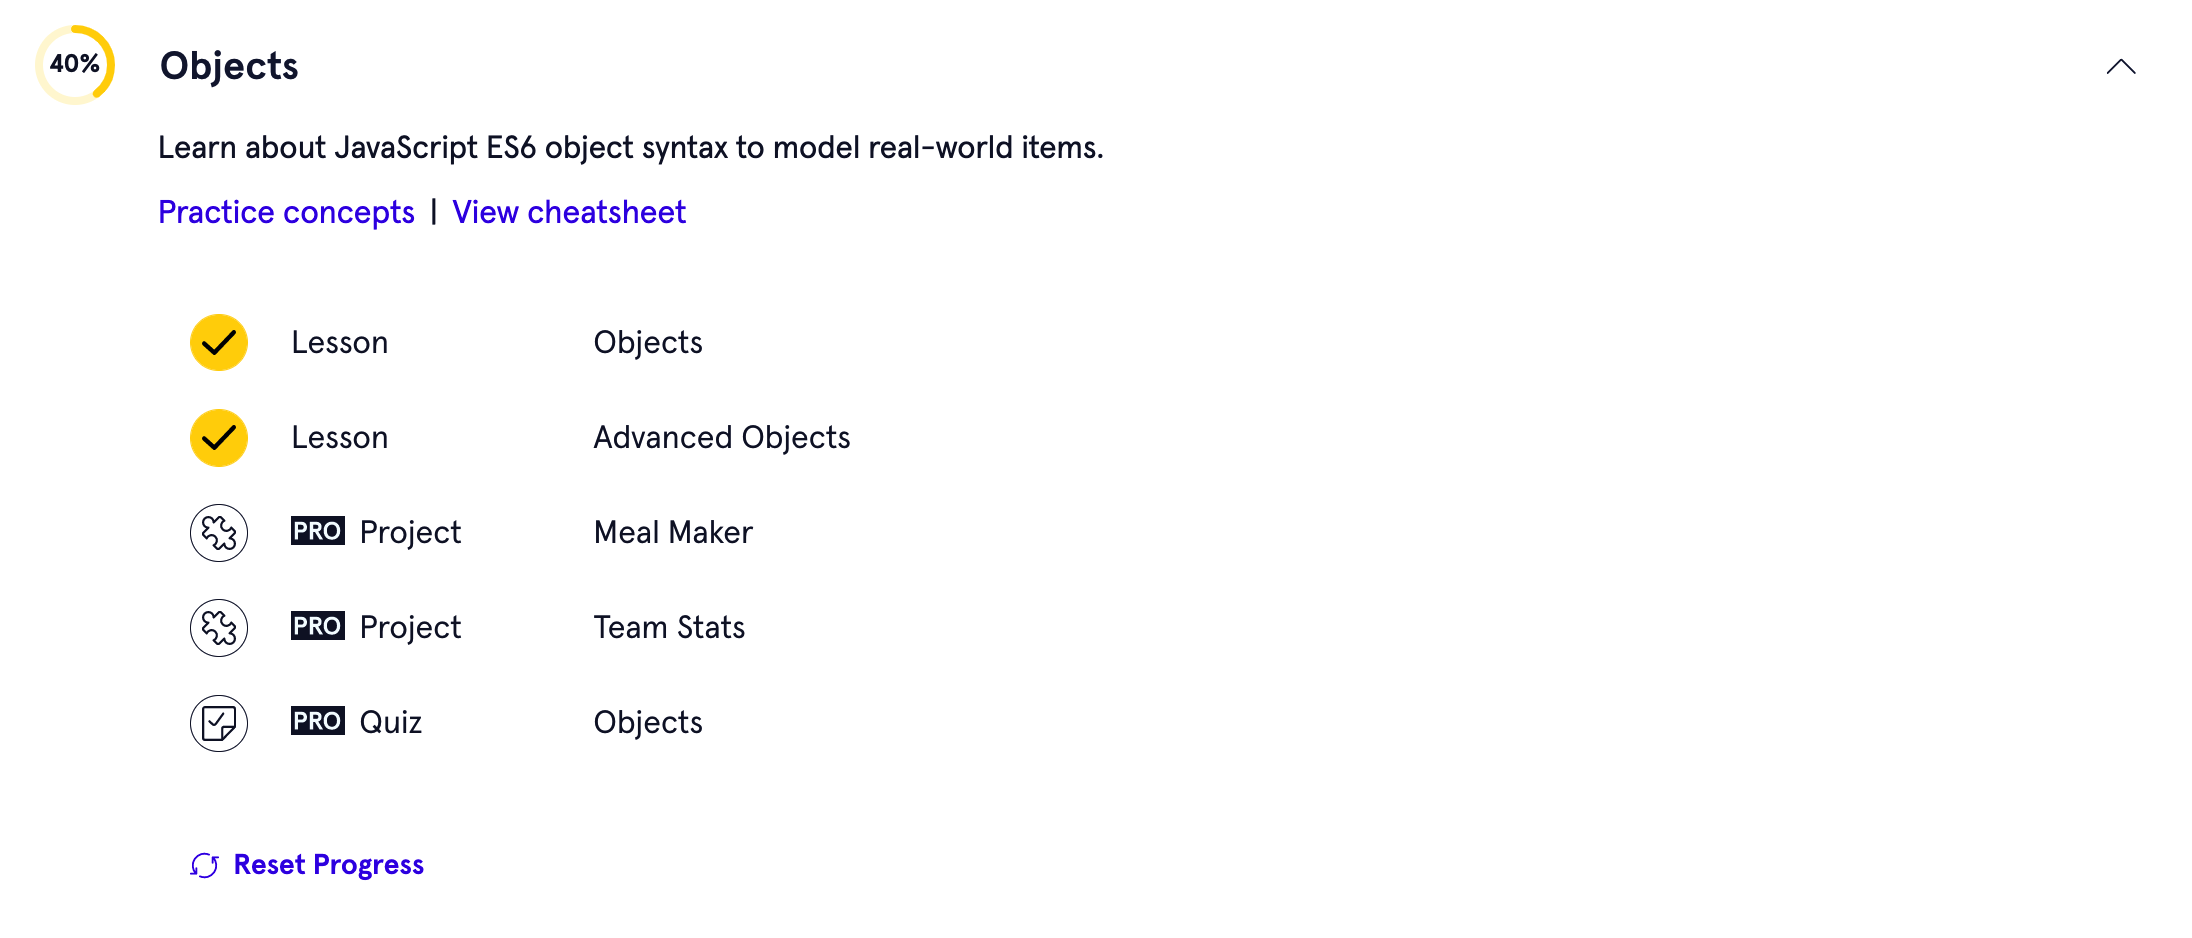 40% Objects
Learn about JavaScript ES6 object syntax to model real-world items.
Practice concepts | View cheatsheet
Lesson Objects
Lesson Advanced Objects
PRO Project Meal Maker
PRO Project Team Stats
PRO Quiz Objects
Reset Progress